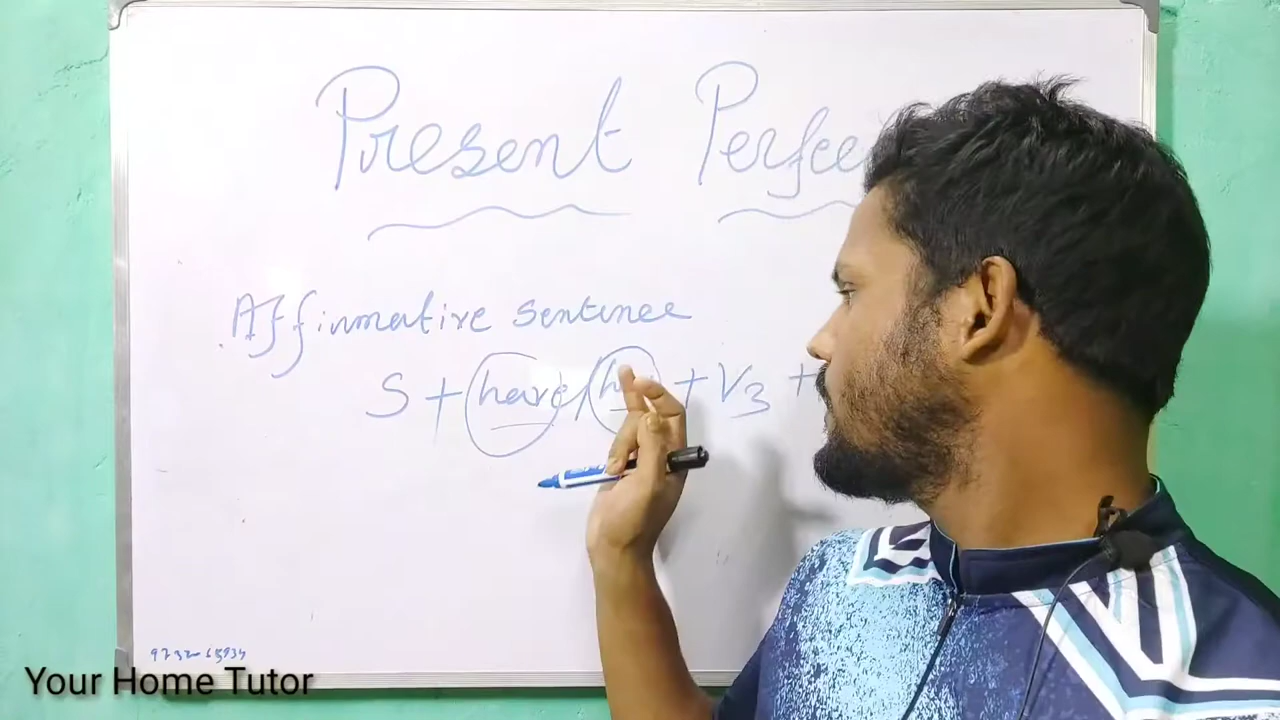 Present Perfec
Affirmative Sentence
S + have / h + V3 +
Your Home Tutor